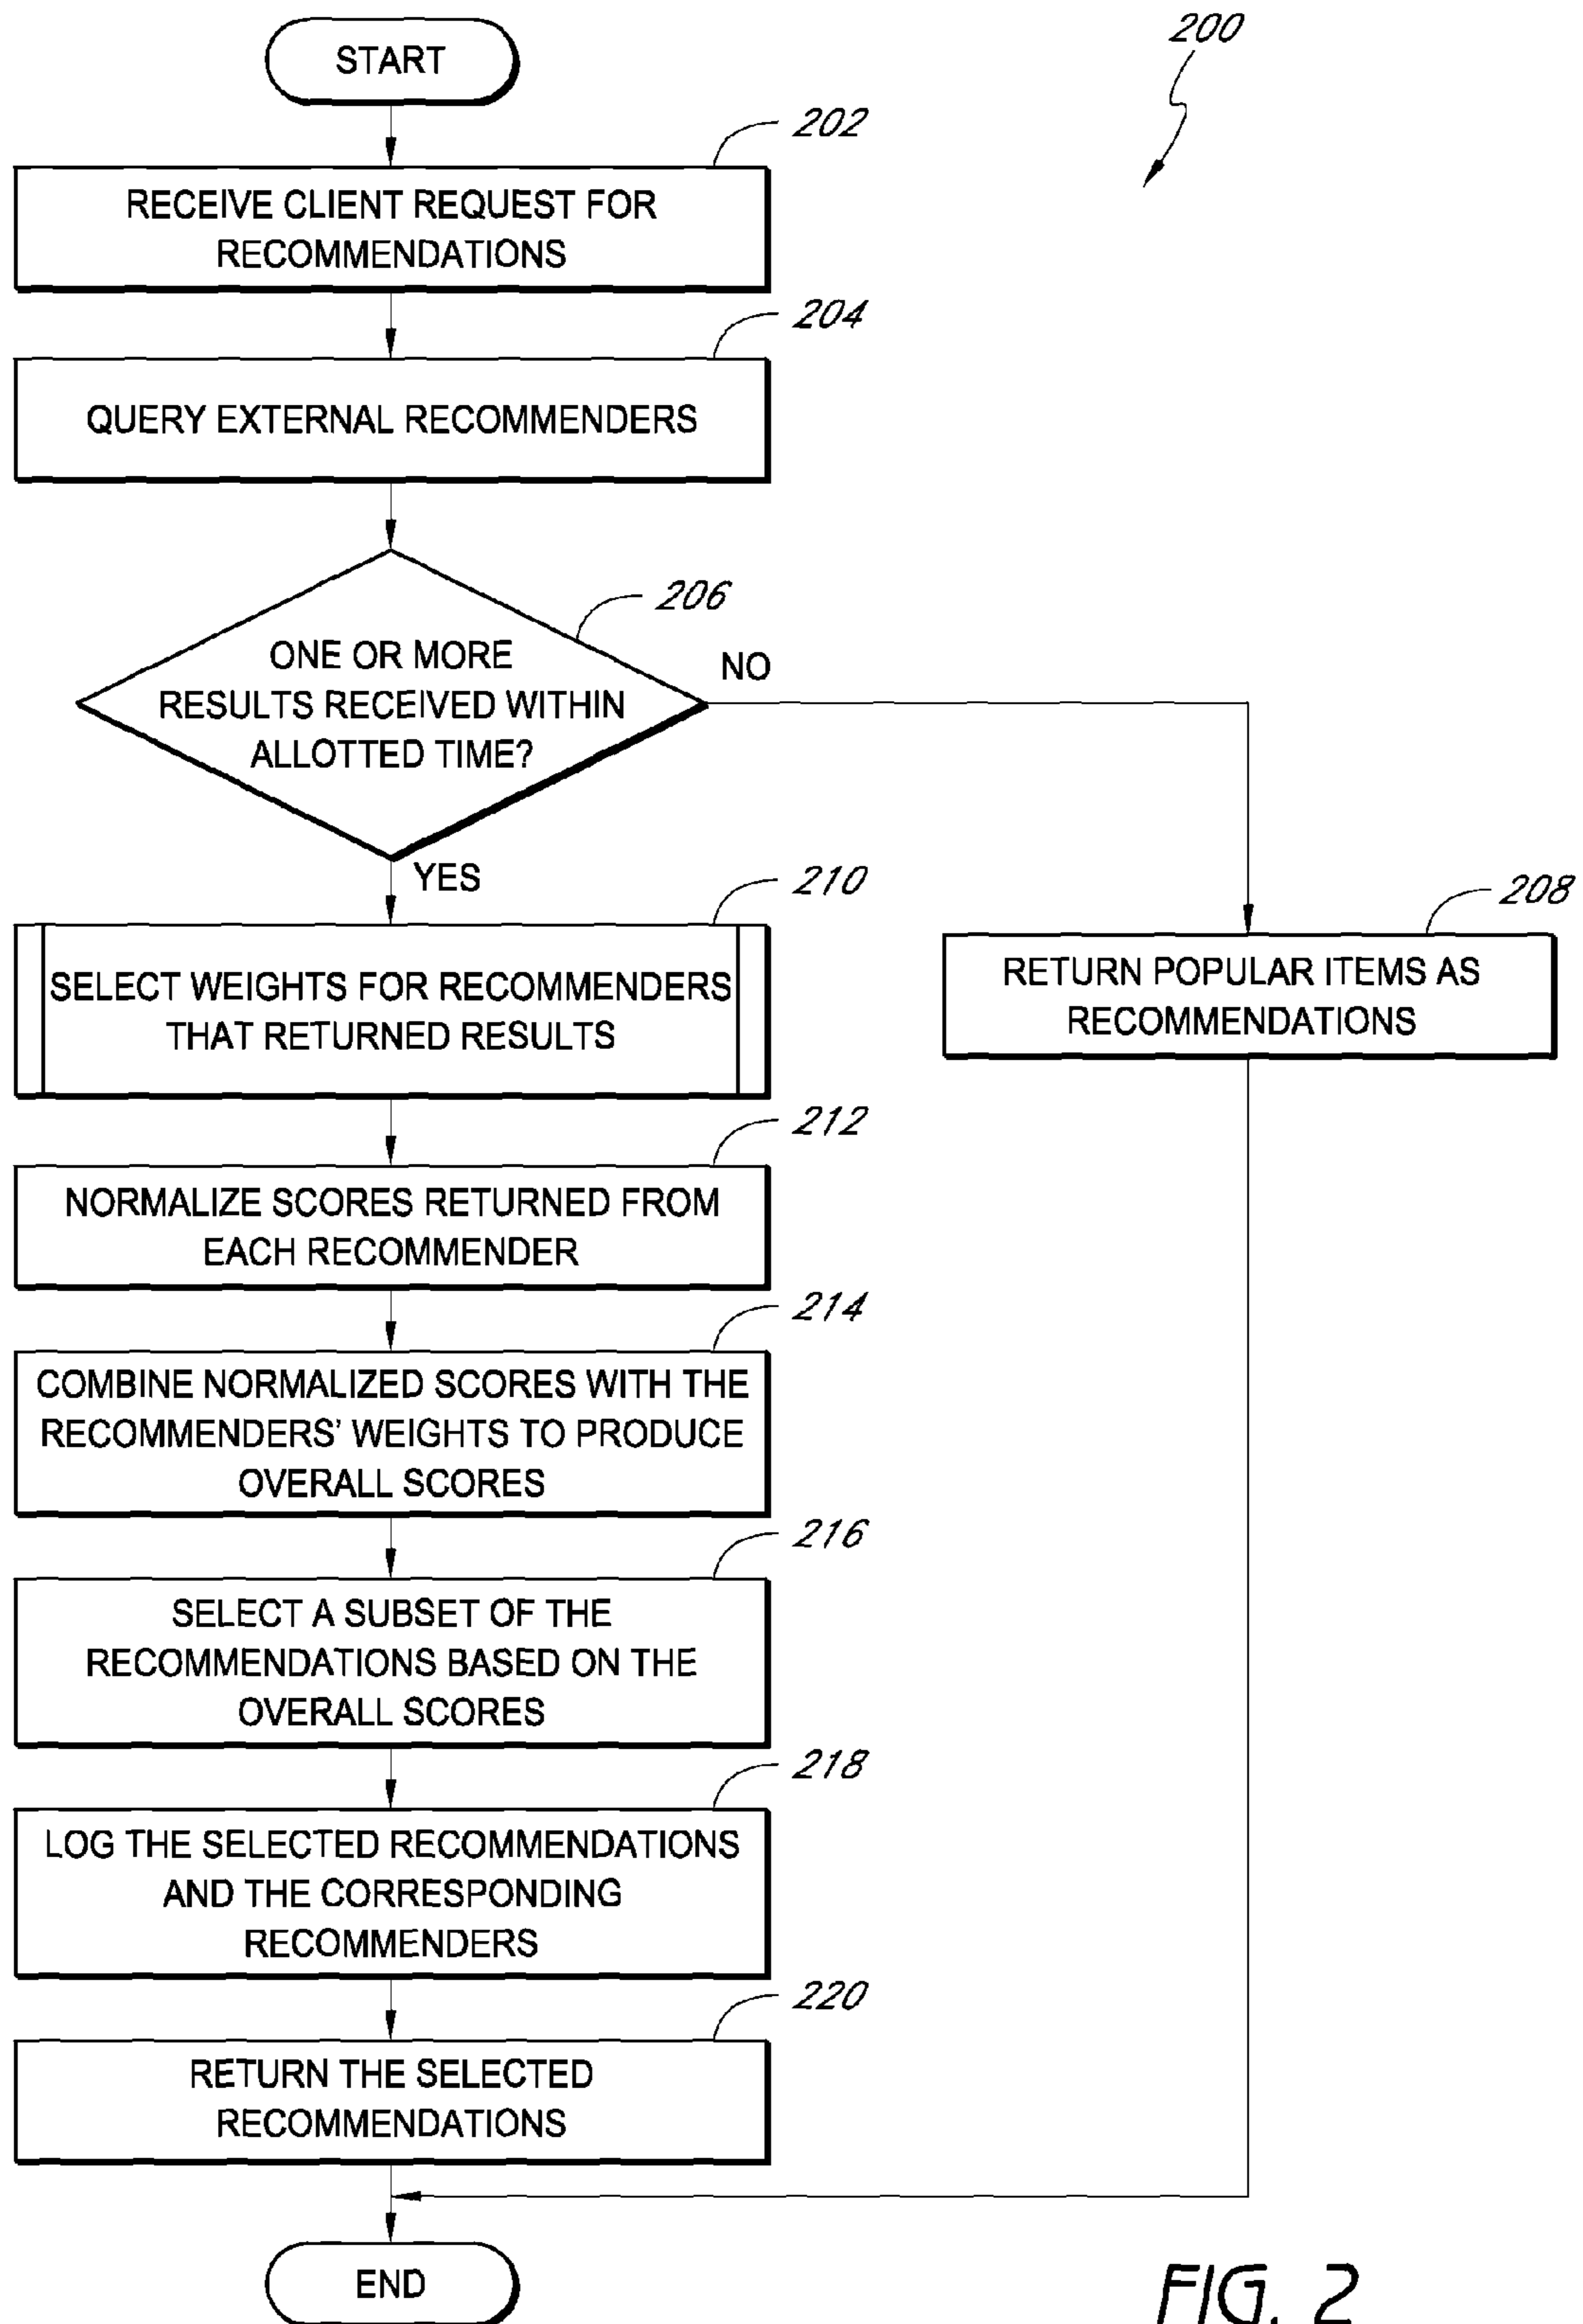 START
200
202
RECEIVE CLIENT REQUEST FOR
RECOMMENDATIONS
204
QUERY EXTERNAL RECOMMENDERS
206
ONE OR MORE
RESULTS RECEIVED WITHIN
ALLOTTED TIME?
NO
YES
210
SELECT WEIGHTS FOR RECOMMENDERS
THAT RETURNED RESULTS
208
RETURN POPULAR ITEMS AS
RECOMMENDATIONS
212
NORMALIZE SCORES RETURNED FROM
EACH RECOMMENDER
214
COMBINE NORMALIZED SCORES WITH THE
RECOMMENDERS' WEIGHTS TO PRODUCE
OVERALL SCORES
216
SELECT A SUBSET OF THE
RECOMMENDATIONS BASED ON THE
OVERALL SCORES
218
LOG THE SELECTED RECOMMENDATIONS
AND THE CORRESPONDING
RECOMMENDERS
220
RETURN THE SELECTED
RECOMMENDATIONS
END
FIG. 2